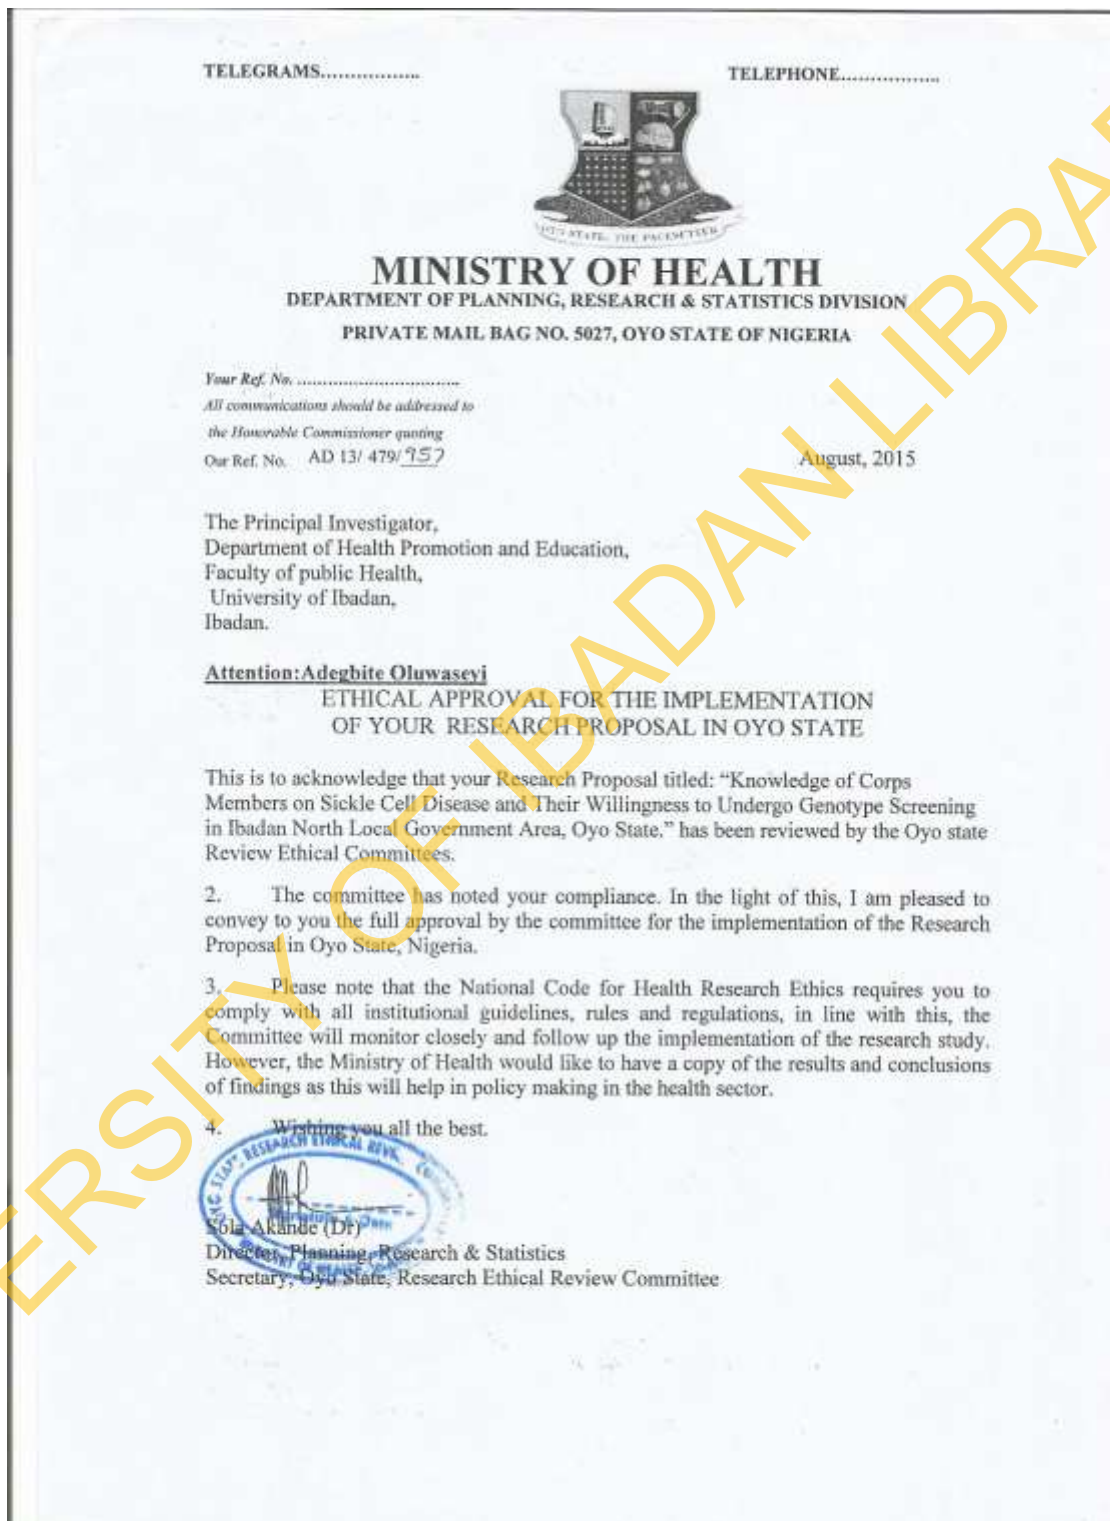 TELEGRAMS.................
TELEPHONE.................
OYO STATE, THE PACESETTER
MINISTRY OF HEALTH
DEPARTMENT OF PLANNING, RESEARCH & STATISTICS DIVISION
PRIVATE MAIL BAG NO. 5027, OYO STATE OF NIGERIA
Your Ref. No. ..................................
All communications should be addressed to
the Honorable Commissioner quoting
Our Ref. No. AD 13/ 479/
August, 2015
The Principal Investigator,
Department of Health Promotion and Education,
Faculty of public Health,
University of Ibadan,
Ibadan.
Attention:Adegbite Oluwaseyi
ETHICAL APPROVAL FOR THE IMPLEMENTATION
OF YOUR RESEARCH PROPOSAL IN OYO STATE
This is to acknowledge that your Research Proposal titled: “Knowledge of Corps
Members on Sickle Cell Disease and Their Willingness to Undergo Genotype Screening
in Ibadan North Local Government Area, Oyo State.” has been reviewed by the Oyo state
Review Ethical Committees.
2. The committee has noted your compliance. In the light of this, I am pleased to
convey to you the full approval by the committee for the implementation of the Research
Proposal in Oyo State, Nigeria.
3. Please note that the National Code for Health Research Ethics requires you to
comply with all institutional guidelines, rules and regulations, in line with this, the
Committee will monitor closely and follow up the implementation of the research study.
However, the Ministry of Health would like to have a copy of the results and conclusions
of findings as this will help in policy making in the health sector.
4. Wishing you all the best.
RESEARCH ETHICAL
Sola Akande (Dr)
Director, Planning, Research & Statistics
Secretary, Oyo State, Research Ethical Review Committee
ERSITY OF IBADAN LIBRA